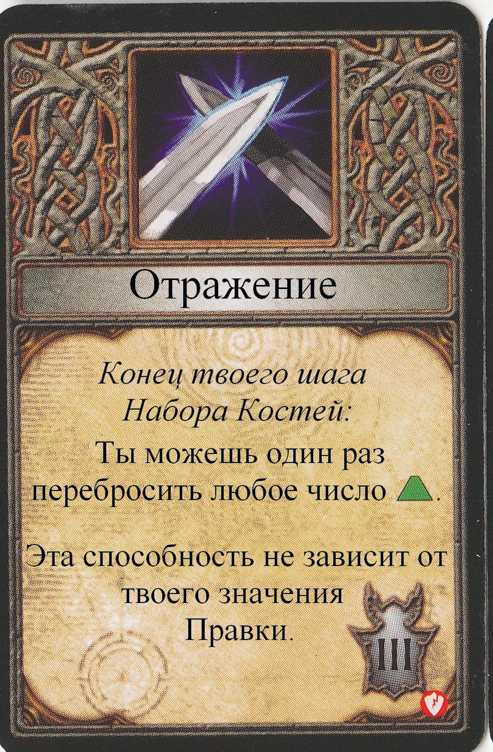 Отражение
Конец твоего шага
Набора Костей:
Ты можешь один раз
перебросить любое число .
Эта способность не зависит от
твоего значения
Правки.
III